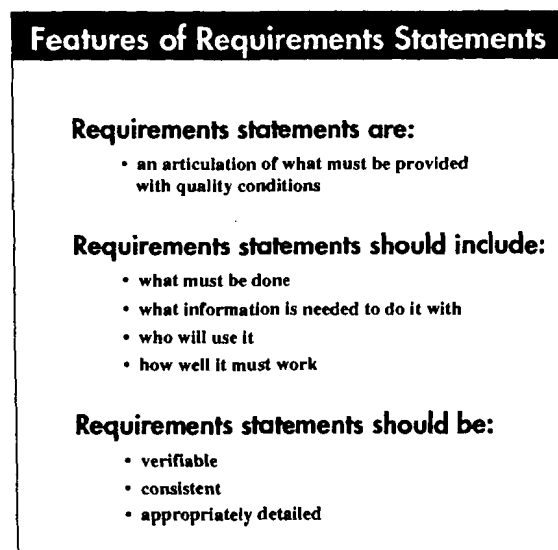 Features of Requirements Statements
Requirements statements are:
• an articulation of what must be provided
with quality conditions
Requirements statements should include:
• what must be done
• what information is needed to do it with
• who will use it
• how well it must work
Requirements statements should be:
• verifiable
• consistent
• appropriately detailed